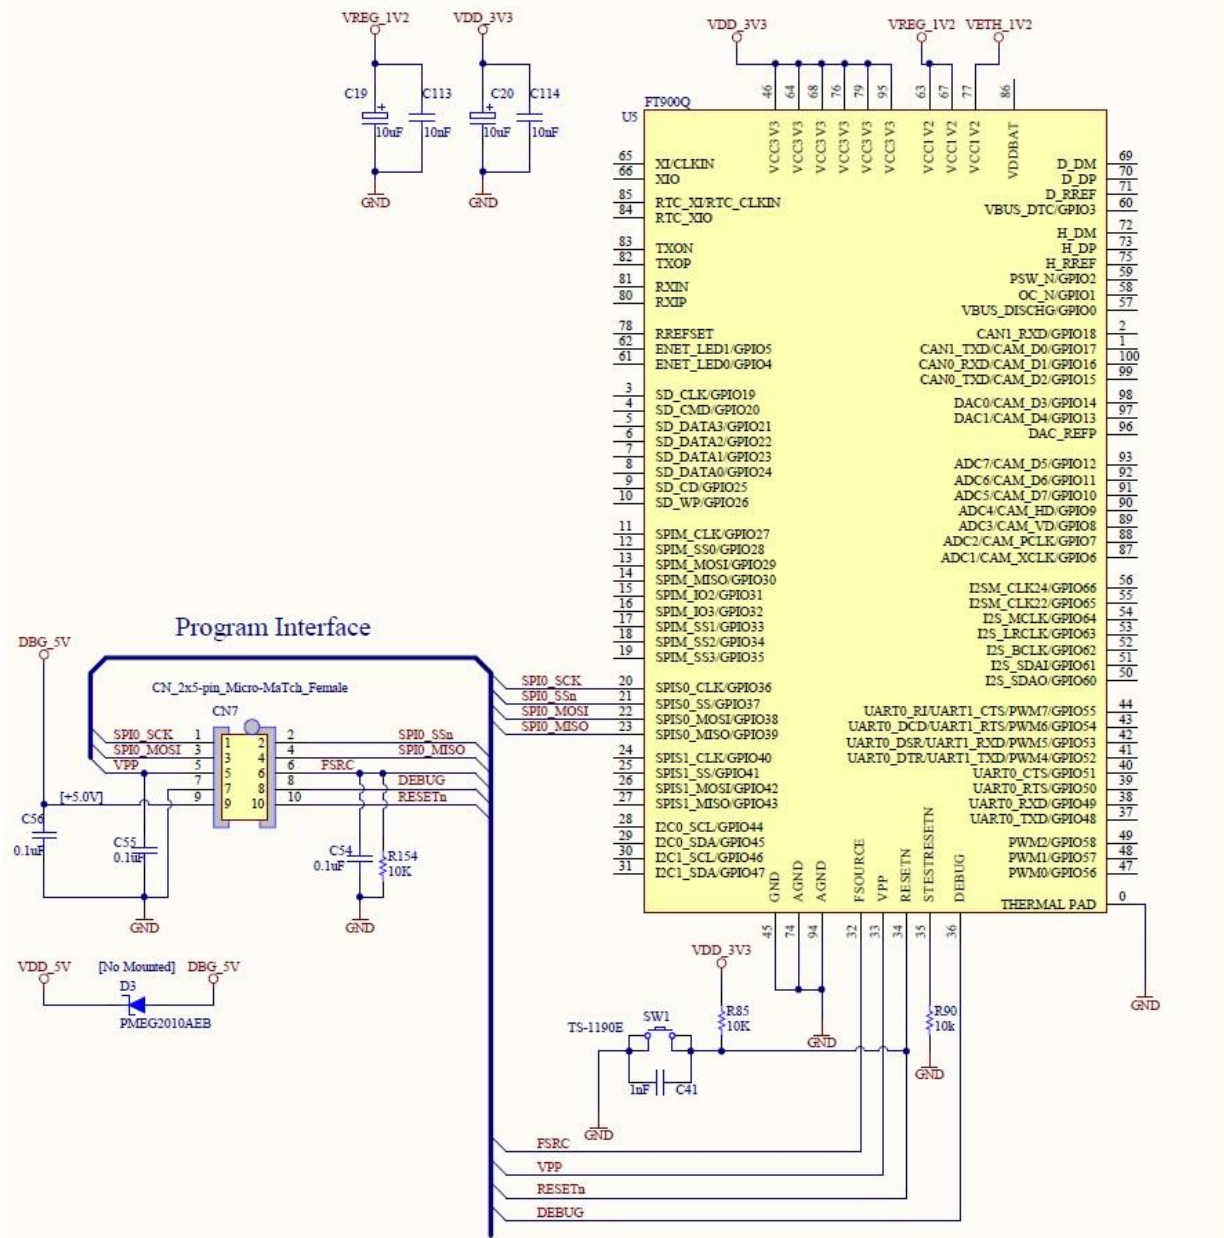 VREG_1V2
VDD_3V3
C19
C113
10uF
10nF
GND
C20
C114
10uF
10nF
GND
VDD_3V3
VREG_1V2
VETH_1V2
46
64
68
76
79
95
63
67
77
86
U5
FT900Q
VCC3V3
VCC3V3
VCC3V3
VCC3V3
VCC3V3
VCC3V3
VCC1V2
VCC1V2
VCC1V2
VDDBAT
65 XI/CLKIN
66 XIO
85 RTC_XI/RTC_CLKIN
84 RTC_XIO
83 TXON
82 TXOP
81 RXIN
80 RXIP
78 RREFSET
62 ENET_LED1/GPIO5
61 ENET_LED0/GPIO4
3 SD_CLK/GPIO19
4 SD_CMD/GPIO20
5 SD_DATA3/GPIO21
6 SD_DATA2/GPIO22
7 SD_DATA1/GPIO23
8 SD_DATA0/GPIO24
9 SD_CD/GPIO25
10 SD_WP/GPIO26
11 SPIM_CLK/GPIO27
12 SPIM_SS0/GPIO28
13 SPIM_MOSI/GPIO29
14 SPIM_MISO/GPIO30
15 SPIM_IO2/GPIO31
16 SPIM_IO3/GPIO32
17 SPIM_SS1/GPIO33
18 SPIM_SS2/GPIO34
19 SPIM_SS3/GPIO35
SPI0_SCK 20 SPIS0_CLK/GPIO36
SPI0_SSn 21 SPIS0_SS/GPIO37
SPI0_MOSI 22 SPIS0_MOSI/GPIO38
SPI0_MISO 23 SPIS0_MISO/GPIO39
24 SPIS1_CLK/GPIO40
25 SPIS1_SS/GPIO41
26 SPIS1_MOSI/GPIO42
27 SPIS1_MISO/GPIO43
28 I2C0_SCL/GPIO44
29 I2C0_SDA/GPIO45
30 I2C1_SCL/GPIO46
31 I2C1_SDA/GPIO47
D_DM 69
D_DP 70
D_RREF 71
VBUS_DTC/GPIO3 60
H_DM 72
H_DP 73
H_RREF 75
PSW_N/GPIO2 59
OC_N/GPIO1 58
VBUS_DISCHG/GPIO0 57
CAN1_RXD/GPIO18 2
CAN1_TXD/CAM_D0/GPIO17 1
CAN0_RXD/CAM_D1/GPIO16 100
CAN0_TXD/CAM_D2/GPIO15 99
DAC0/CAM_D3/GPIO14 98
DAC1/CAM_D4/GPIO13 97
DAC_REFP 96
ADC7/CAM_D5/GPIO12 93
ADC6/CAM_D6/GPIO11 92
ADC5/CAM_D7/GPIO10 91
ADC4/CAM_HD/GPIO9 90
ADC3/CAM_VD/GPIO8 89
ADC2/CAM_PCLK/GPIO7 88
ADC1/CAM_XCLK/GPIO6 87
I2SM_CLK24/GPIO66 56
I2SM_CLK22/GPIO65 55
I2S_MCLK/GPIO64 54
I2S_LRCLK/GPIO63 53
I2S_BCLK/GPIO62 52
I2S_SDAI/GPIO61 51
I2S_SDAO/GPIO60 50
UART0_RI/UART1_CTS/PWM7/GPIO55 44
UART0_DCD/UART1_RTS/PWM6/GPIO54 43
UART0_DSR/UART1_RXD/PWM5/GPIO53 42
UART0_DTR/UART1_TXD/PWM4/GPIO52 41
UART0_CTS/GPIO51 40
UART0_RTS/GPIO50 39
UART0_RXD/GPIO49 38
UART0_TXD/GPIO48 37
PWM2/GPIO58 49
PWM1/GPIO57 48
PWM0/GPIO56 47
THERMAL PAD 0
GND
GND
AGND
AGND
FSOURCE
VPP
RESETN
STESTRESETN
DEBUG
45
74
94
32
33
34
35
36
Program Interface
DBG_5V
CN_2x5-pin_Micro-MaTch_Female
CN7
SPI0_SCK 1 1 2 2 SPI0_SSn
SPI0_MOSI 3 3 4 4 SPI0_MISO
VPP 5 5 6 6 FSRC
7 7 8 8 DEBUG
[+5.0V] 9 9 10 10 RESETn
C56
0.1uF
C55
0.1uF
C54
0.1uF
R154
10K
GND
GND
VDD_5V
[No Mounted]
DBG_5V
D3
PMEG2010AEB
VDD_3V3
R85
10K
SW1
TS-1190E
1nF
C41
GND
GND
R90
10k
GND
FSRC
VPP
RESETn
DEBUG